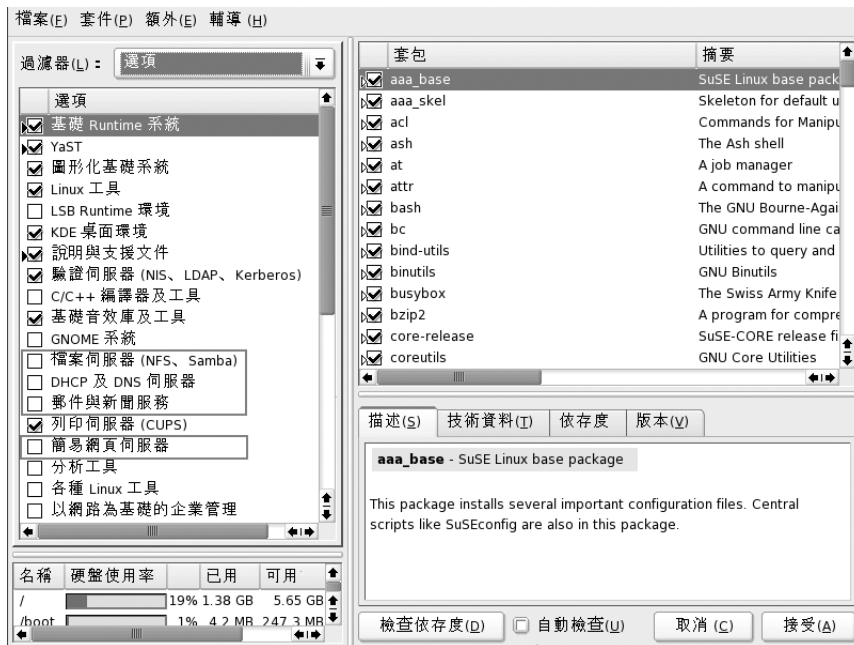 檔案(F) 套件(P) 額外(E) 輔導 (H)
過濾器(L)： 選項
選項
基礎 Runtime 系統
YaST
圖形化基礎系統
Linux 工具
LSB Runtime 環境
KDE 桌面環境
說明與支援文件
驗證伺服器 (NIS、LDAP、Kerberos)
C/C++ 編譯器及工具
基礎音效庫及工具
GNOME 系統
檔案伺服器 (NFS、Samba)
DHCP 及 DNS 伺服器
郵件與新聞服務
列印伺服器 (CUPS)
簡易網頁伺服器
分析工具
各種 Linux 工具
以網路為基礎的企業管理
名稱 硬盤使用率 已用 可用
/ 19% 1.38 GB 5.65 GB
/boot 1% 4.2 MB 247.3 MB
套包 摘要
aaa_base SuSE Linux base pack
aaa_skel Skeleton for default u
acl Commands for Manipu
ash The Ash shell
at A job manager
attr A command to manipu
bash The GNU Bourne-Agai
bc GNU command line ca
bind-utils Utilities to query and
binutils GNU Binutils
busybox The Swiss Army Knife
bzip2 A program for compre
core-release SuSE-CORE release fi
coreutils GNU Core Utilities
描述(S) 技術資料(T) 依存度 版本(V)
aaa_base - SuSE Linux base package
This package installs several important configuration files. Central
scripts like SuSEconfig are also in this package.
檢查依存度(D) 自動檢查(U) 取消 (C) 接受(A)